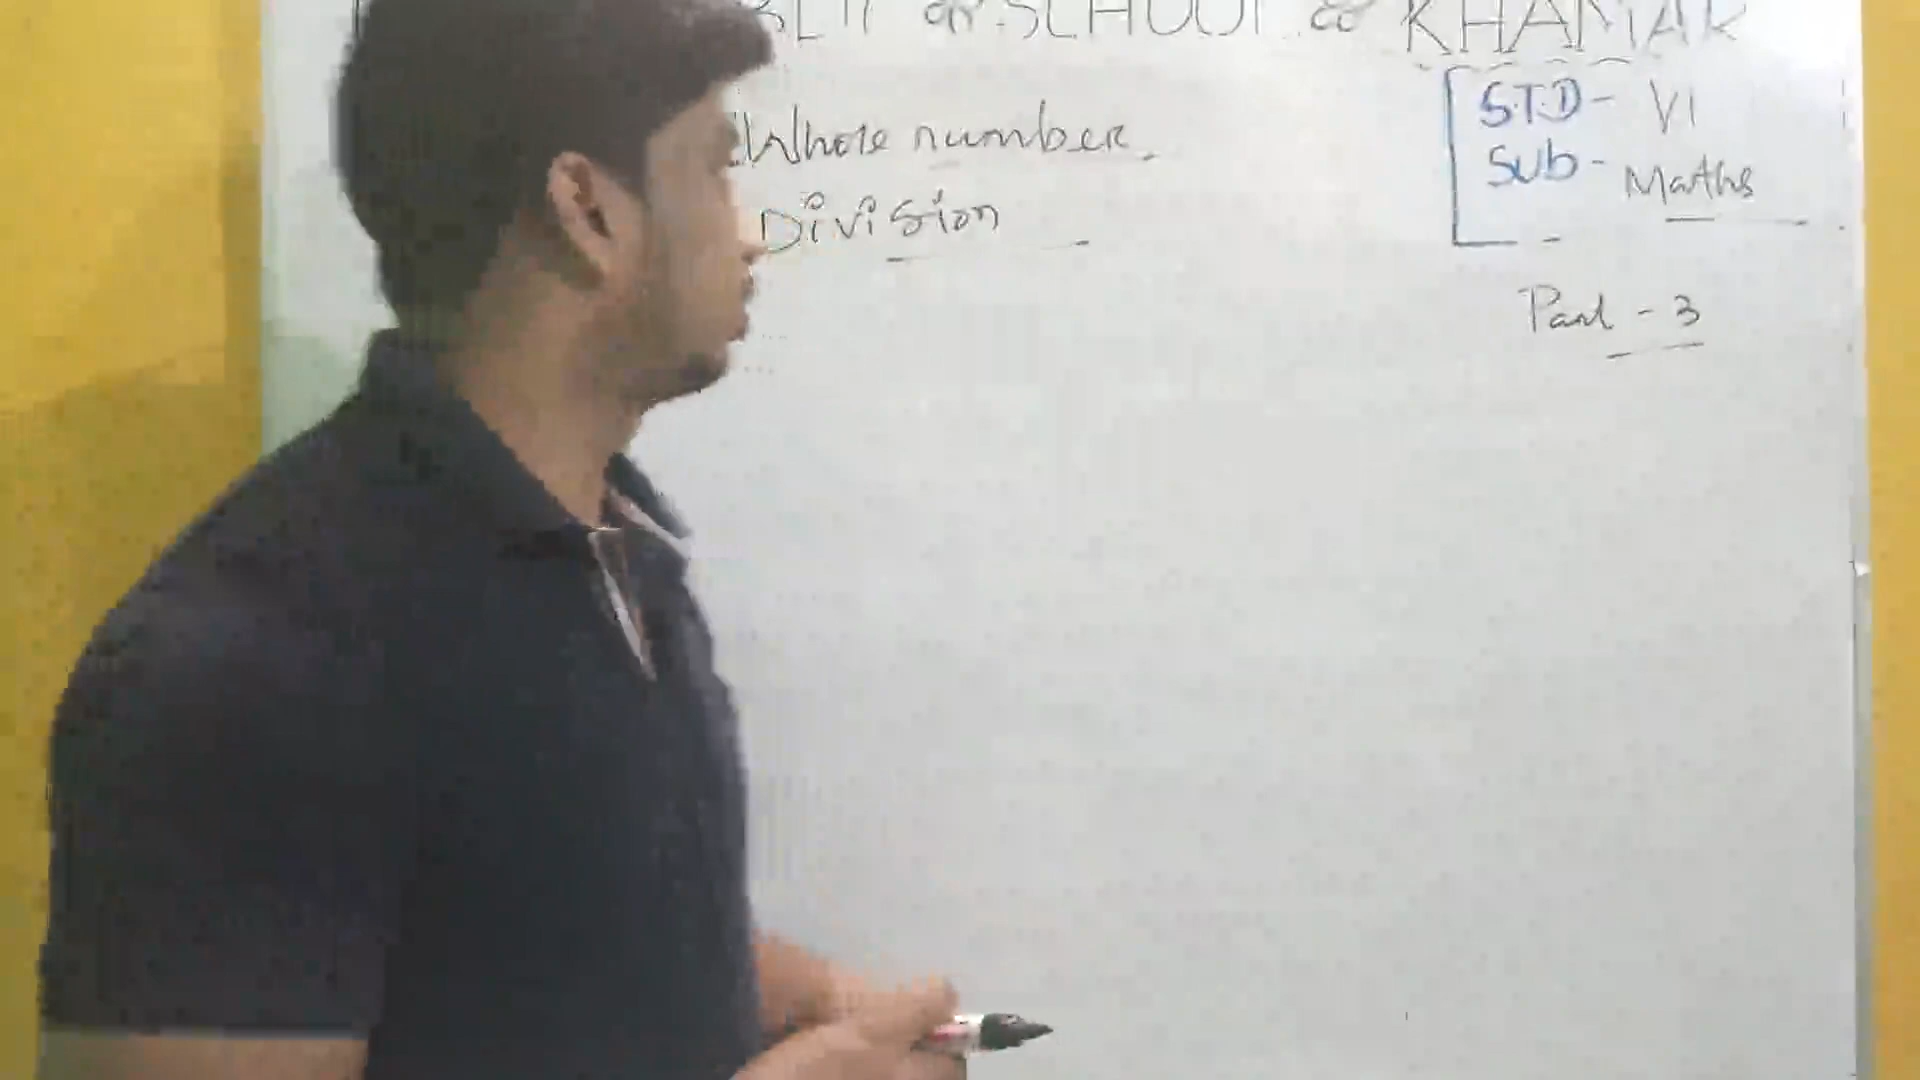 SCHOOL KHAMAR
Whole number.
Division
STD - VI
Sub - Maths
Part - 3